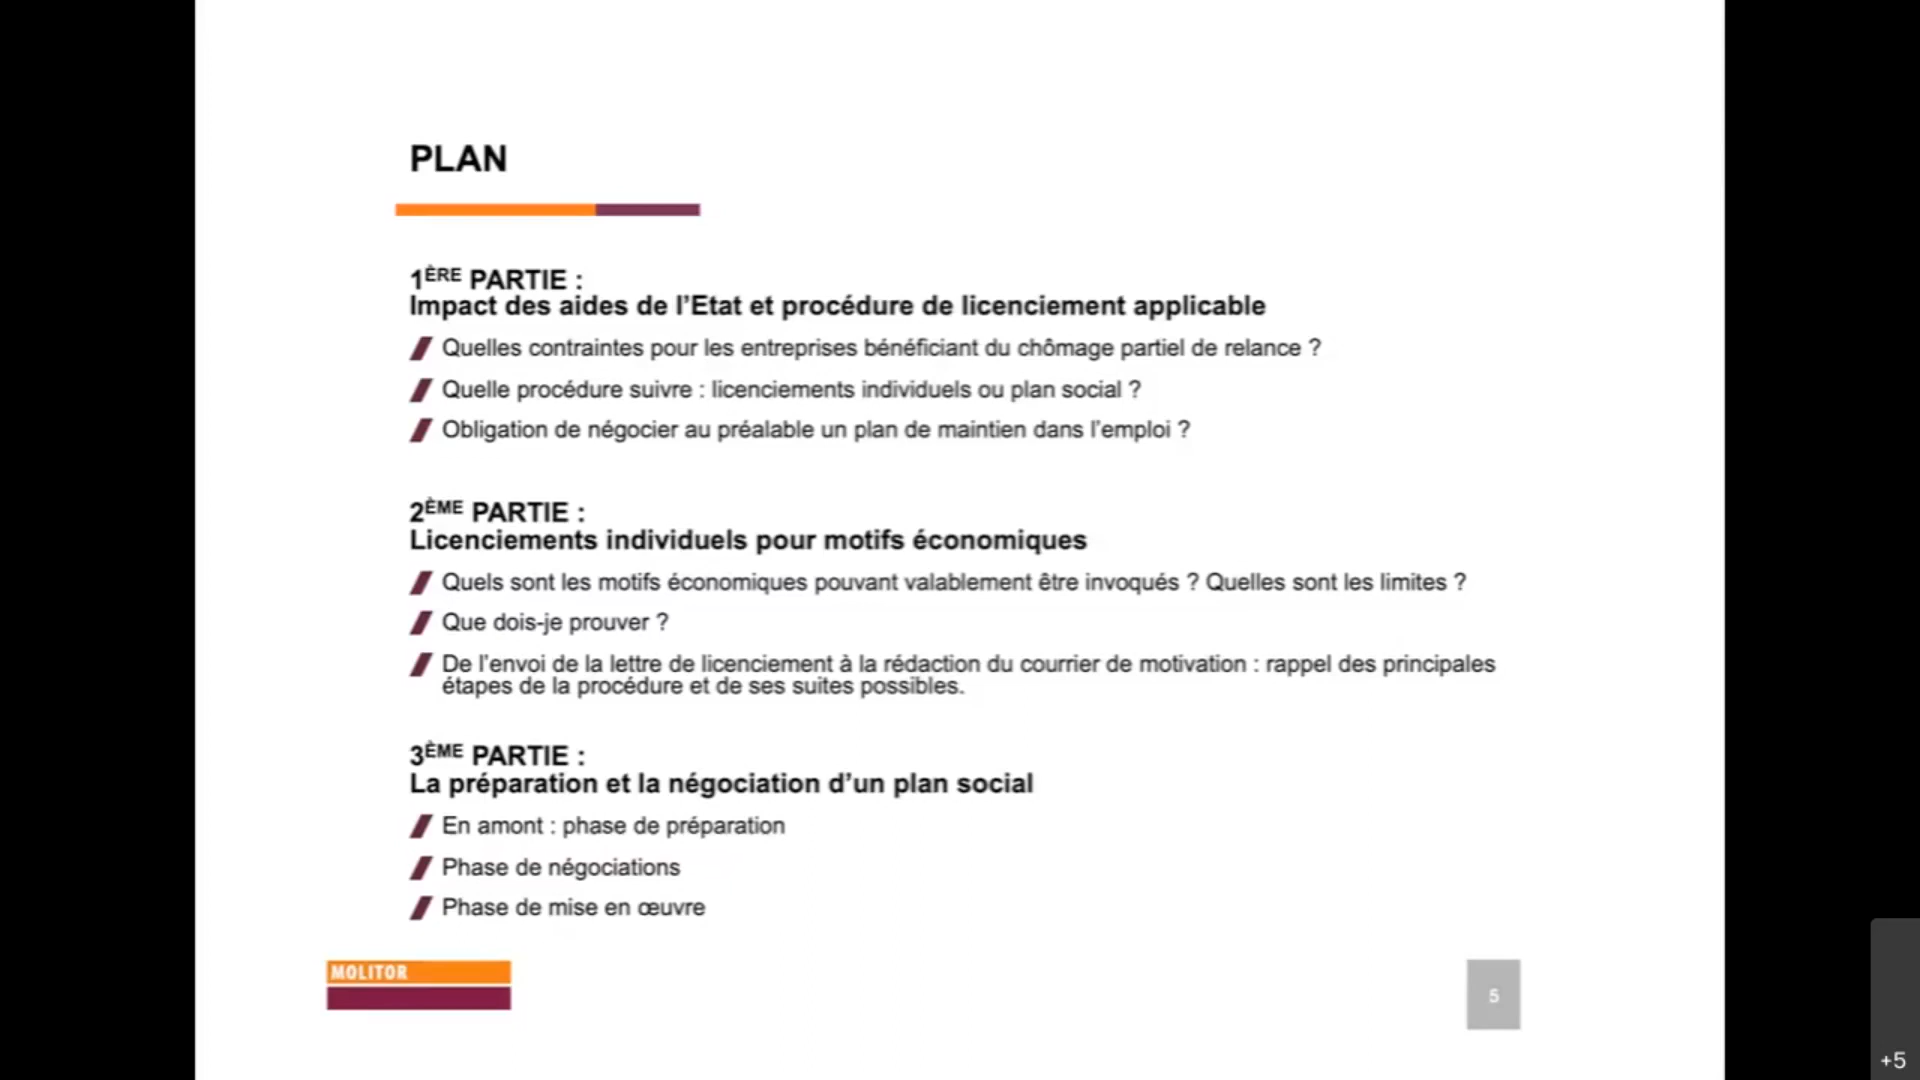 PLAN
1ÈRE PARTIE :
Impact des aides de l’Etat et procédure de licenciement applicable
Quelles contraintes pour les entreprises bénéficiant du chômage partiel de relance ?
Quelle procédure suivre : licenciements individuels ou plan social ?
Obligation de négocier au préalable un plan de maintien dans l’emploi ?
2ÈME PARTIE :
Licenciements individuels pour motifs économiques
Quels sont les motifs économiques pouvant valablement être invoqués ? Quelles sont les limites ?
Que dois-je prouver ?
De l’envoi de la lettre de licenciement à la rédaction du courrier de motivation : rappel des principales
étapes de la procédure et de ses suites possibles.
3ÈME PARTIE :
La préparation et la négociation d’un plan social
En amont : phase de préparation
Phase de négociations
Phase de mise en œuvre
MOLITOR
5
+5